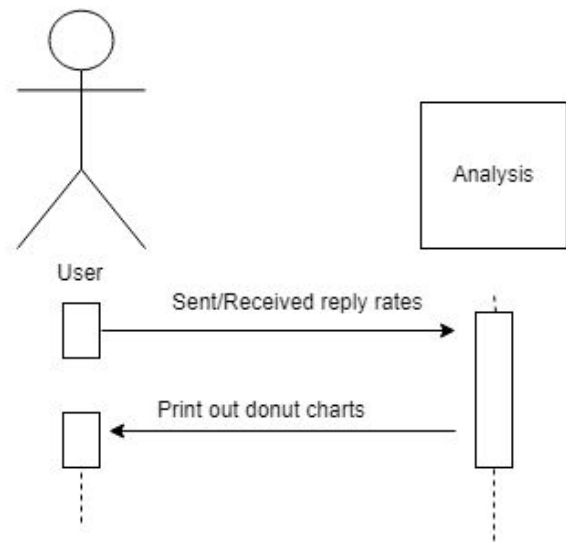 Analysis
User
Sent/Received reply rates
Print out donut charts